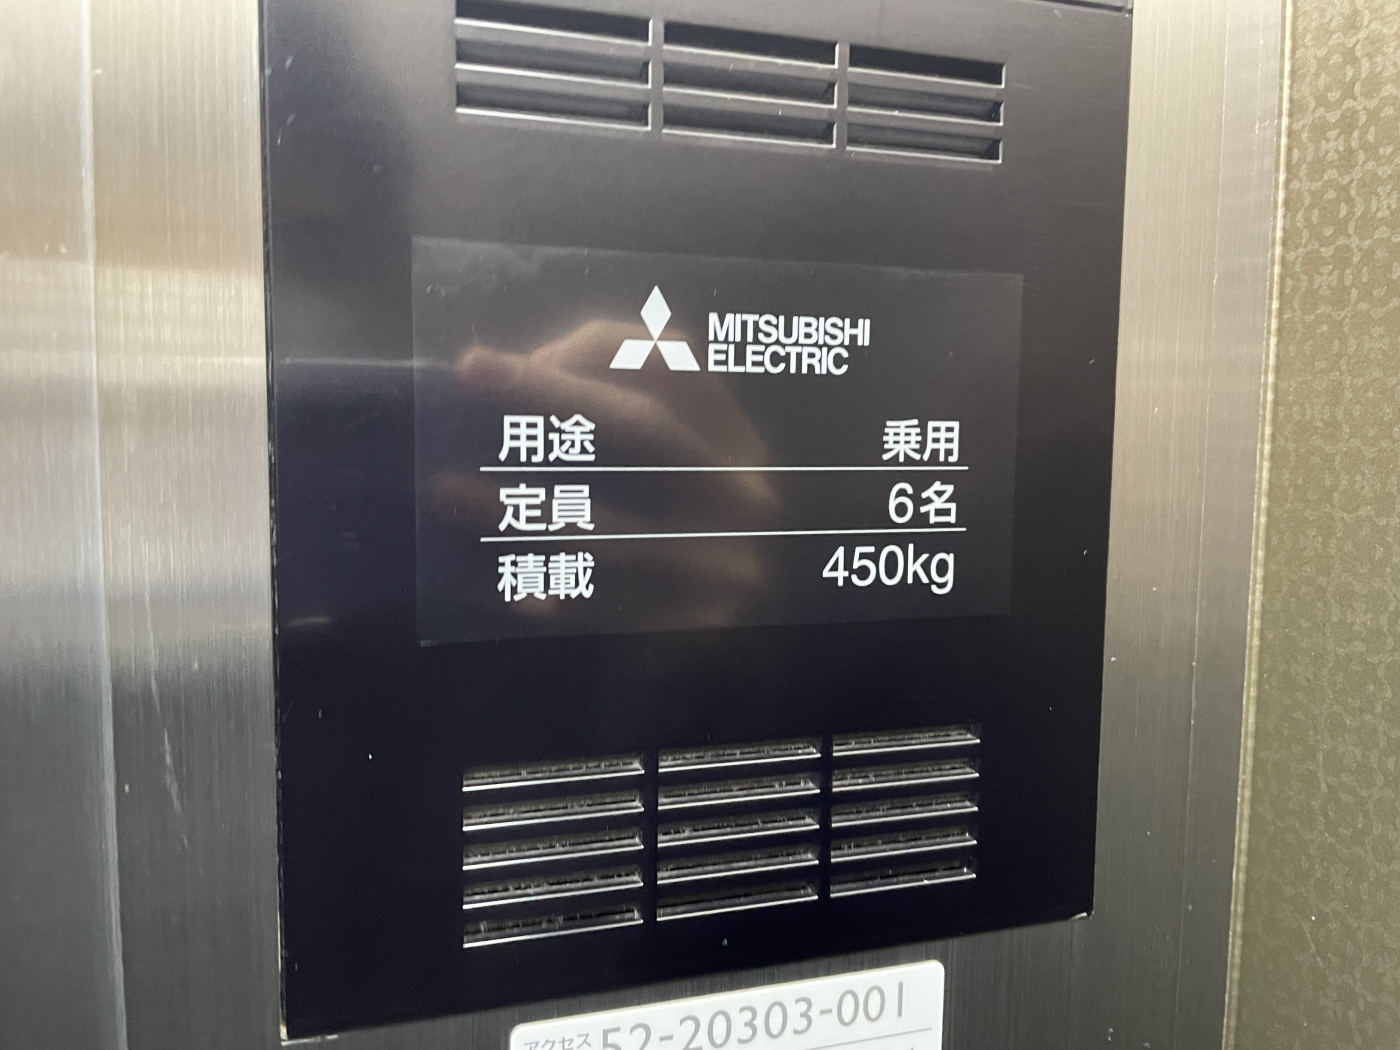 MITSUBISHI
ELECTRIC
用途 乗用
定員 6名
積載 450kg
アクセス 52-20303-001